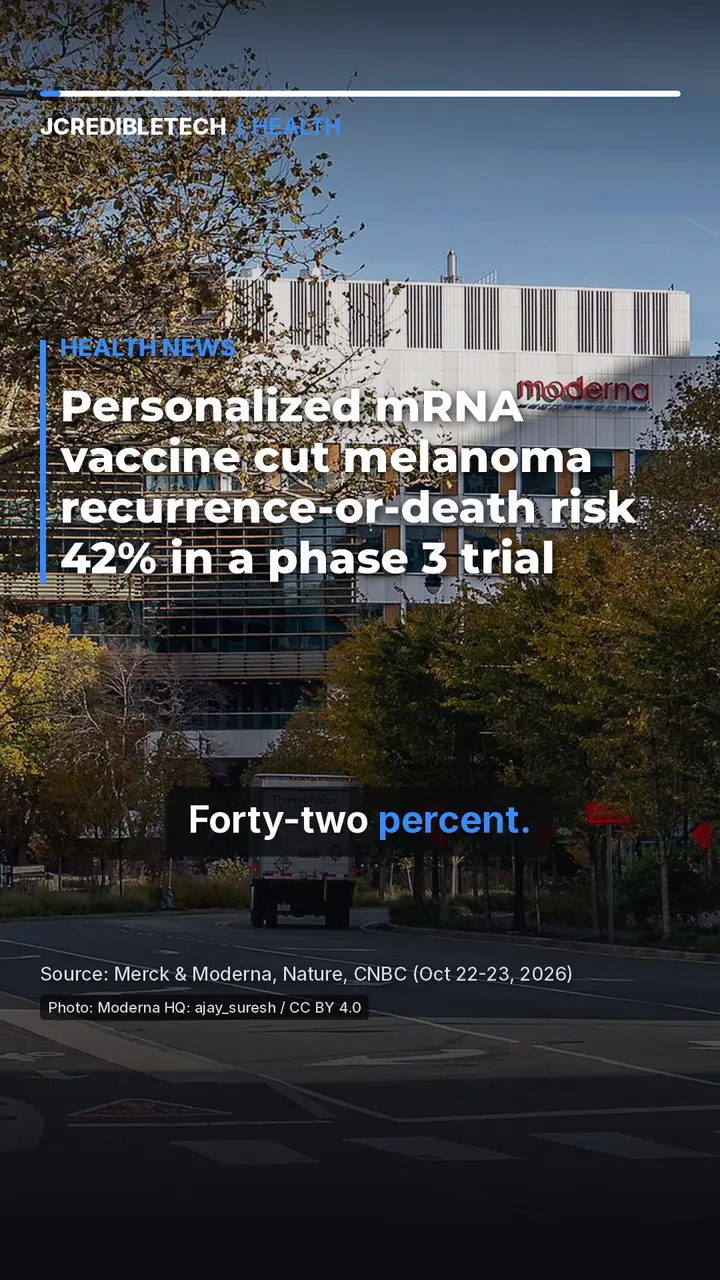 JCREDIBLETECH | HEALTH
HEALTH NEWS
moderna
Personalized mRNA
vaccine cut melanoma
recurrence-or-death risk
42% in a phase 3 trial
Forty-two percent.
Source: Merck & Moderna, Nature, CNBC (Oct 22-23, 2026)
Photo: Moderna HQ: ajay_suresh / CC BY 4.0